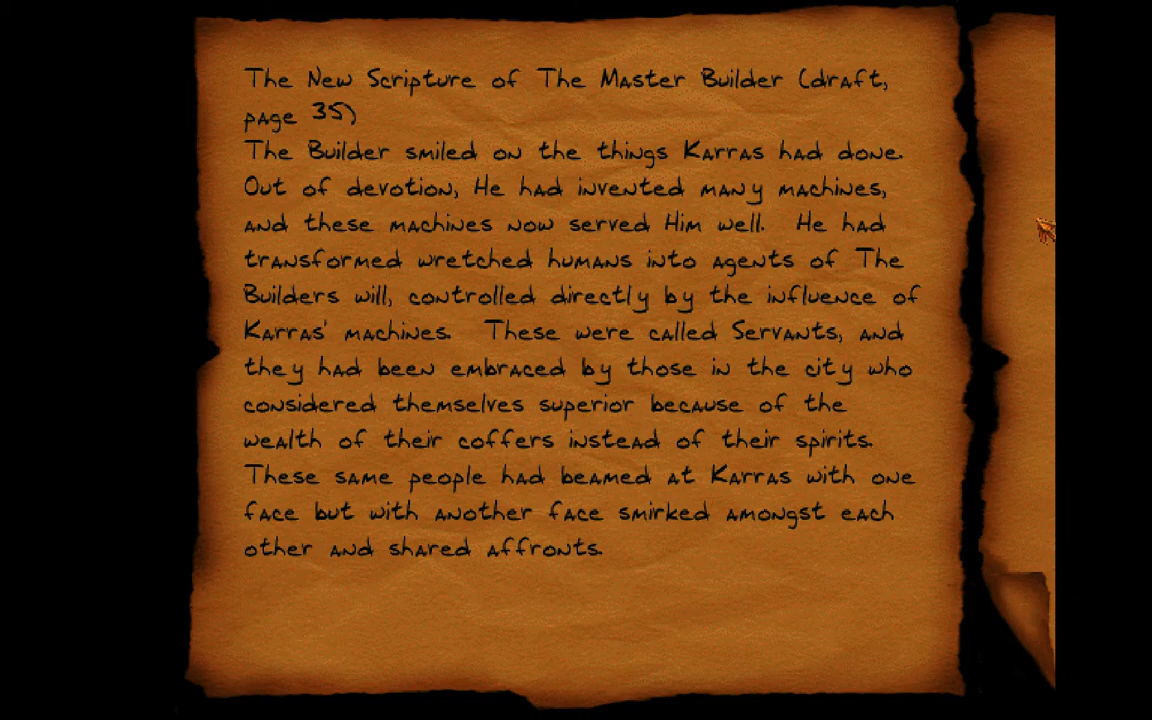 The New Scripture of The Master Builder (draft,
page 35)
The Builder smiled on the things Karras had done.
Out of devotion, He had invented many machines,
and these machines now served Him well. He had
transformed wretched humans into agents of The
Builders will, controlled directly by the influence of
Karras' machines. These were called Servants, and
they had been embraced by those in the city who
considered themselves superior because of the
wealth of their coffers instead of their spirits.
These same people had beamed at Karras with one
face but with another face smirked amongst each
other and shared affronts.